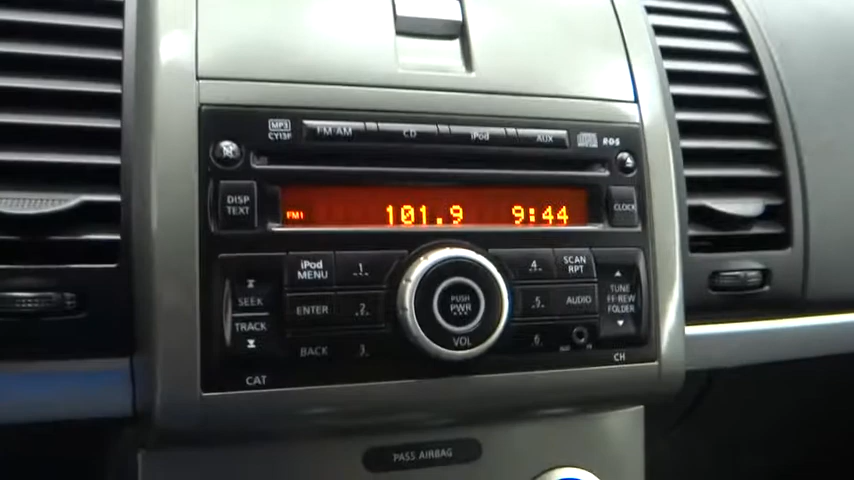 MP3
CY13F
FM·AM
CD
iPod
AUX
RDS
DISP
TEXT
FM1
101.9
9:44
CLOCK
iPod
MENU
1
4
SCAN
RPT
SEEK
TRACK
ENTER
2
PUSH
PWR
5
AUDIO
TUNE
FF·REW
FOLDER
BACK
3
VOL
6
AUX
CAT
CH
PASS AIRBAG